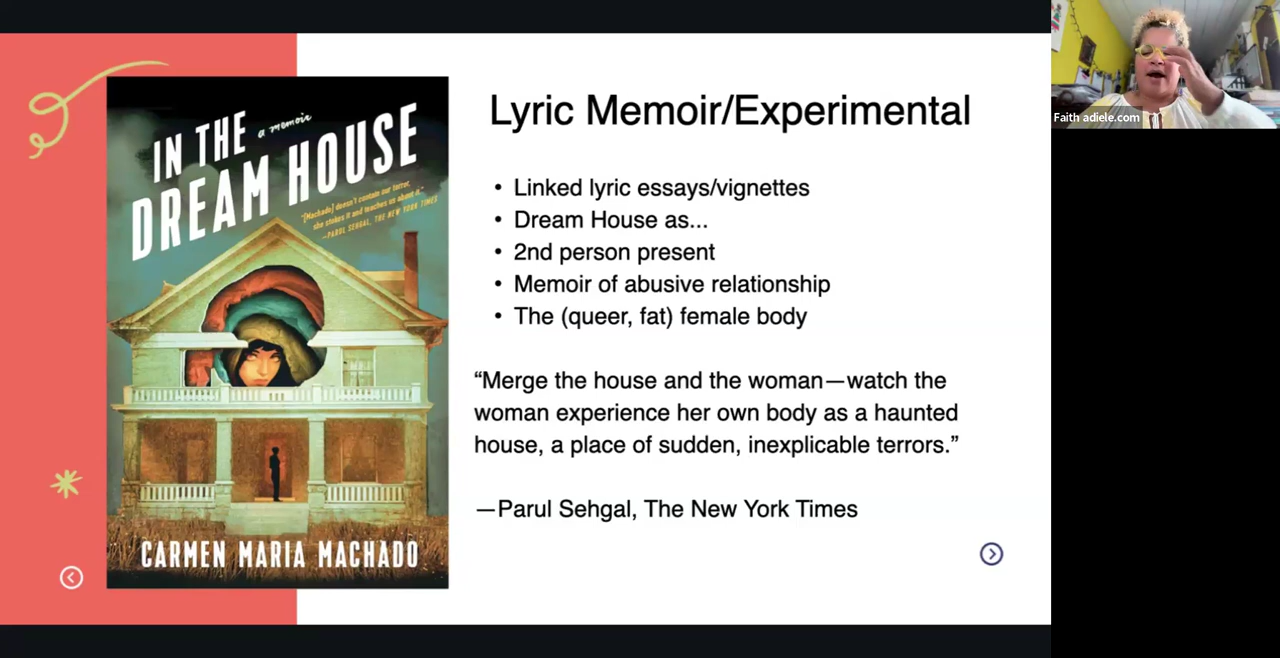 IN THE
a memoir
DREAM HOUSE
"[Machado] doesn't contain our terror;
she stokes it and teaches us about it."
—PARUL SEHGAL, THE NEW YORK TIMES
CARMEN MARIA MACHADO
Lyric Memoir/Experimental
• Linked lyric essays/vignettes
• Dream House as...
• 2nd person present
• Memoir of abusive relationship
• The (queer, fat) female body
“Merge the house and the woman—watch the
woman experience her own body as a haunted
house, a place of sudden, inexplicable terrors.”
—Parul Sehgal, The New York Times
Faith adiele.com